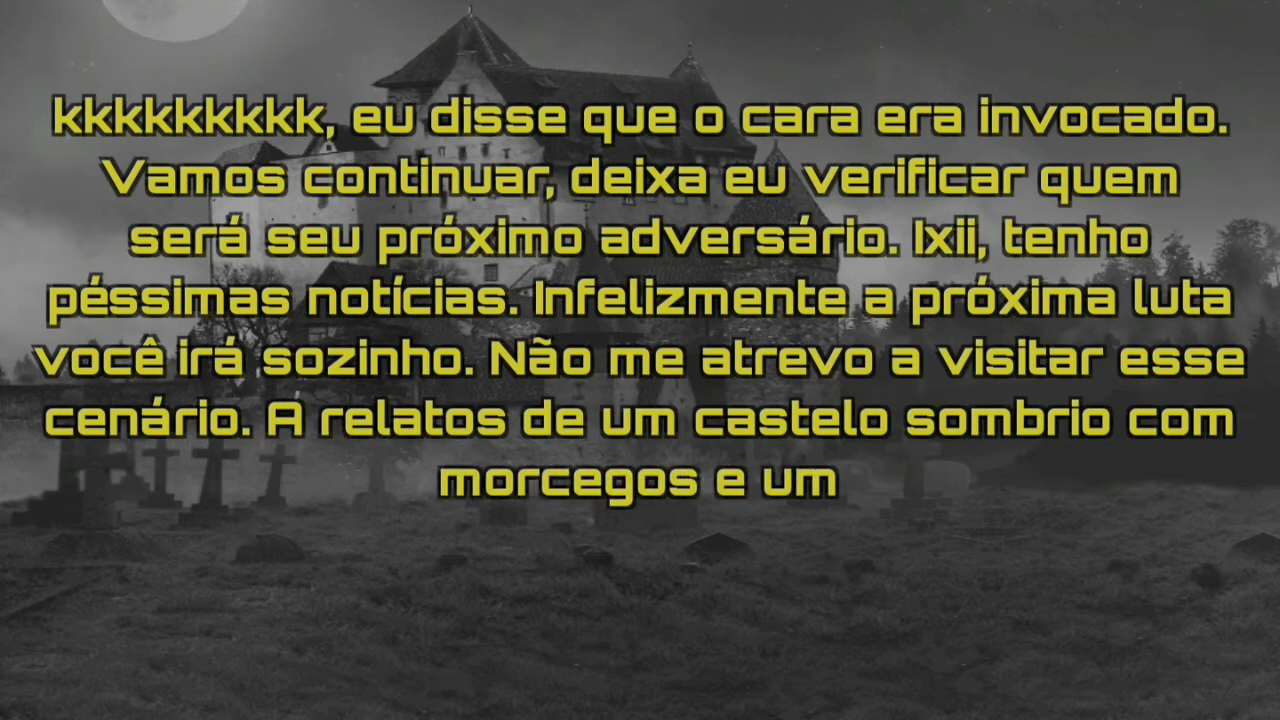 kkkkkkkkk, eu disse que o cara era invocado.
Vamos continuar, deixa eu verificar quem
será seu próximo adversário. Ixii, tenho
péssimas notícias. Infelizmente a próxima luta
você irá sozinho. Não me atrevo a visitar esse
cenário. A relatos de um castelo sombrio com
morcegos e um